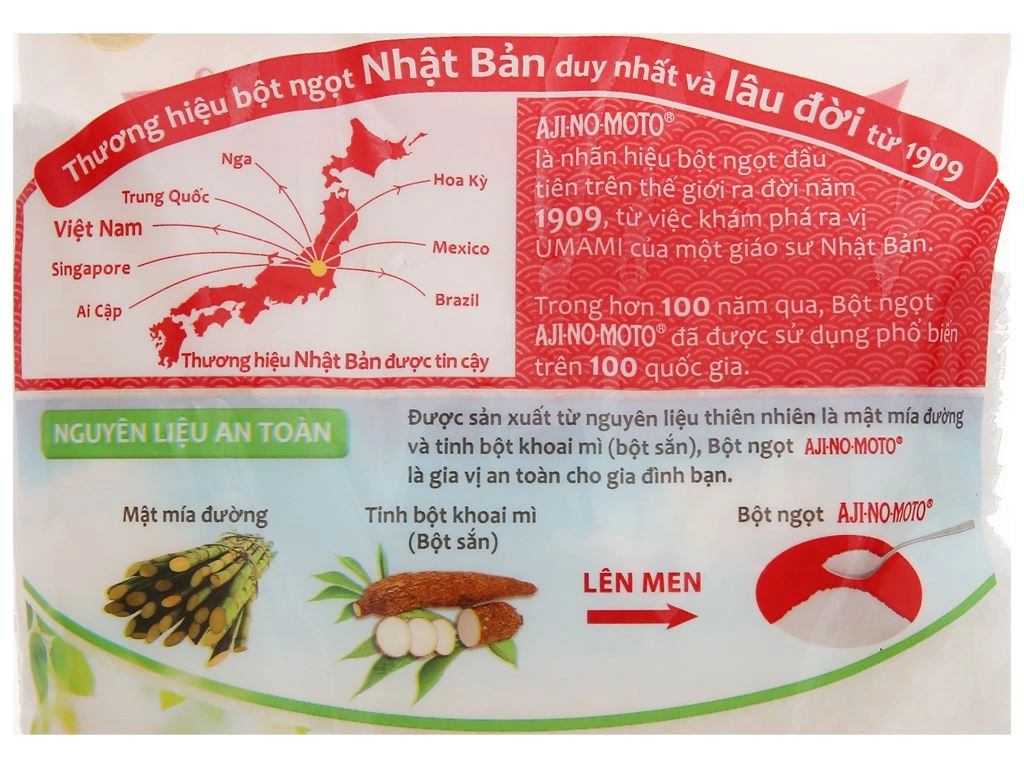 Thương hiệu bột ngọt Nhật Bản duy nhất và lâu đời từ 1909
Nga
Trung Quốc
Việt Nam
Singapore
Ai Cập
Hoa Kỳ
Mexico
Brazil
Thương hiệu Nhật Bản được tin cậy
AJI-NO-MOTO®
là nhãn hiệu bột ngọt đầu
tiên trên thế giới ra đời năm
1909, từ việc khám phá ra vị
UMAMI của một giáo sư Nhật Bản.
Trong hơn 100 năm qua, Bột ngọt
AJI-NO-MOTO® đã được sử dụng phổ biến
trên 100 quốc gia.
NGUYÊN LIỆU AN TOÀN
Được sản xuất từ nguyên liệu thiên nhiên là mật mía đường
và tinh bột khoai mì (bột sắn), Bột ngọt AJI-NO-MOTO®
là gia vị an toàn cho gia đình bạn.
Mật mía đường
Tinh bột khoai mì
(Bột sắn)
LÊN MEN
Bột ngọt AJI-NO-MOTO®